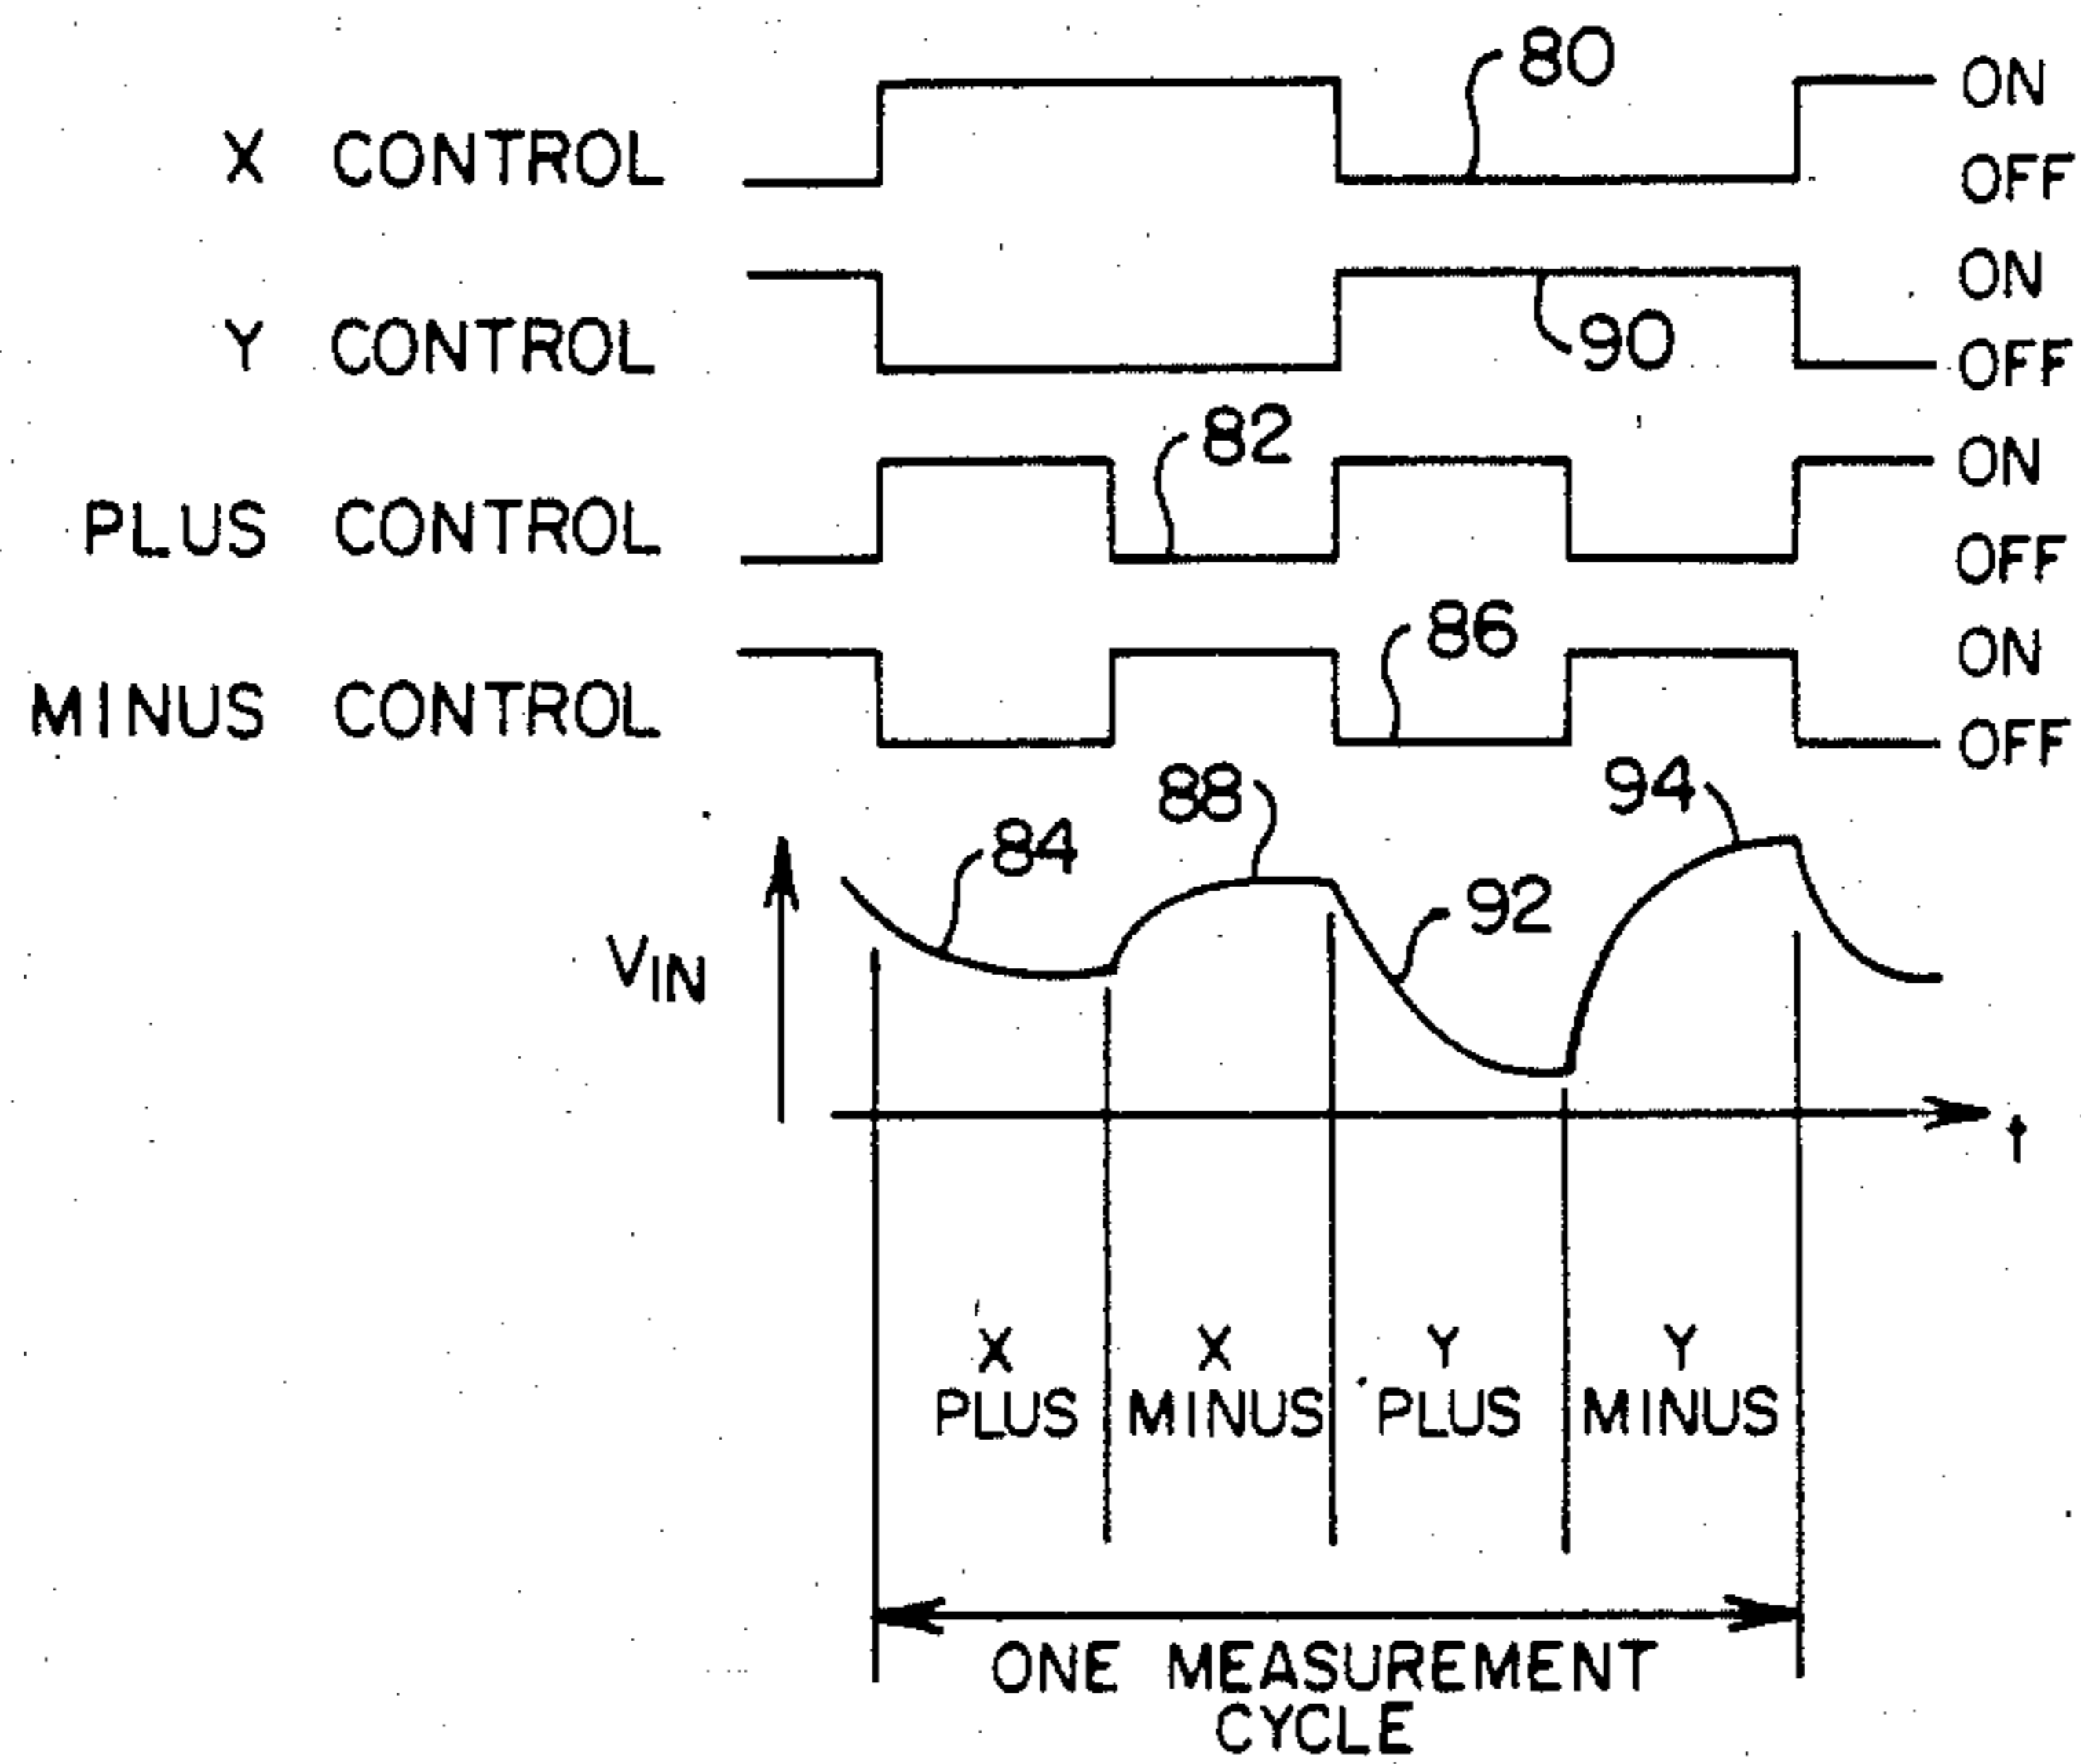 80
ON
X CONTROL
OFF
ON
Y CONTROL
90
OFF
82
ON
PLUS CONTROL
OFF
86
ON
MINUS CONTROL
OFF
88
94
84
92
VIN
t
X PLUS
X MINUS
Y PLUS
Y MINUS
ONE MEASUREMENT
CYCLE